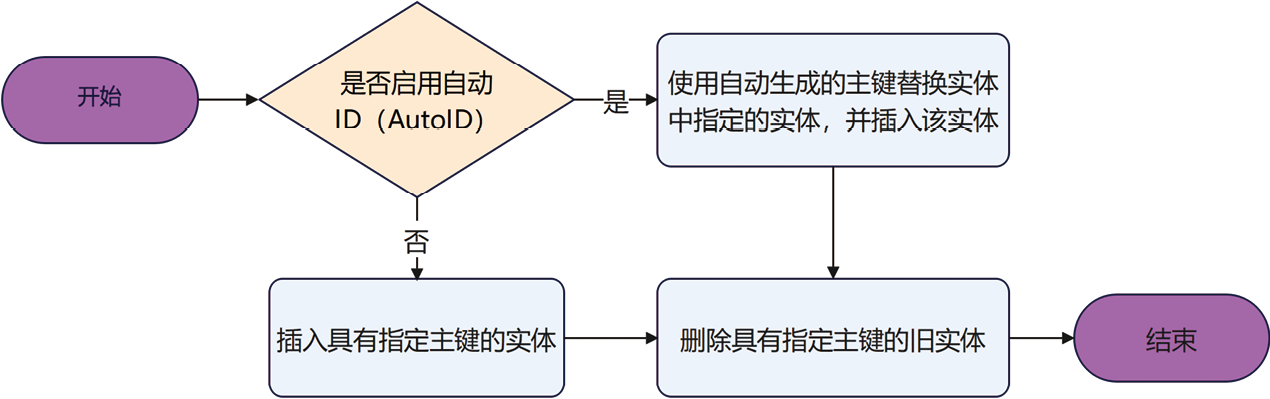 开始
是否启用自动
ID（AutoID）
是
使用自动生成的主键替换实体
中指定的实体，并插入该实体
否
插入具有指定主键的实体
删除具有指定主键的旧实体
结束